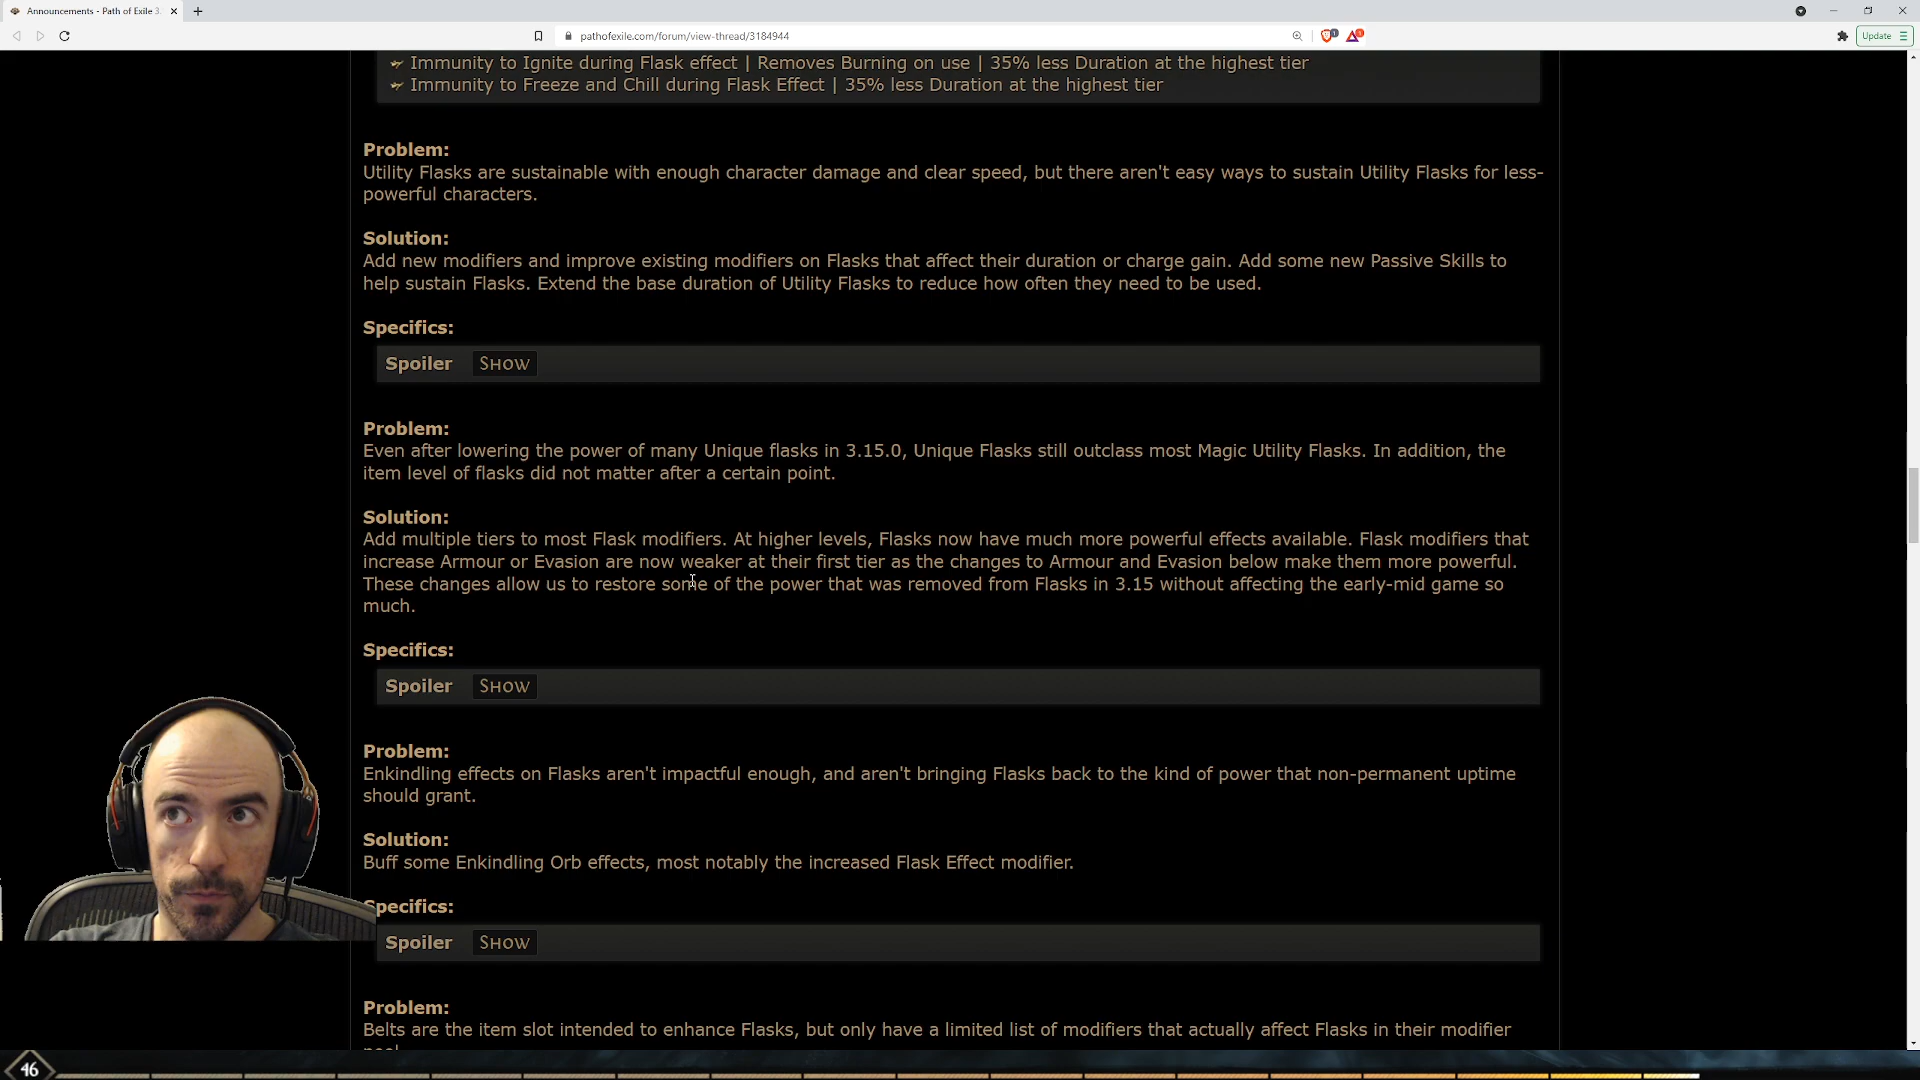 Announcements - Path of Exile 3.
pathofexile.com/forum/view-thread/3184944
Update
Immunity to Ignite during Flask effect | Removes Burning on use | 35% less Duration at the highest tier
Immunity to Freeze and Chill during Flask Effect | 35% less Duration at the highest tier
Problem:
Utility Flasks are sustainable with enough character damage and clear speed, but there aren't easy ways to sustain Utility Flasks for less-
powerful characters.
Solution:
Add new modifiers and improve existing modifiers on Flasks that affect their duration or charge gain. Add some new Passive Skills to
help sustain Flasks. Extend the base duration of Utility Flasks to reduce how often they need to be used.
Specifics:
Spoiler SHOW
Problem:
Even after lowering the power of many Unique flasks in 3.15.0, Unique Flasks still outclass most Magic Utility Flasks. In addition, the
item level of flasks did not matter after a certain point.
Solution:
Add multiple tiers to most Flask modifiers. At higher levels, Flasks now have much more powerful effects available. Flask modifiers that
increase Armour or Evasion are now weaker at their first tier as the changes to Armour and Evasion below make them more powerful.
These changes allow us to restore some of the power that was removed from Flasks in 3.15 without affecting the early-mid game so
much.
Specifics:
Spoiler SHOW
Problem:
Enkindling effects on Flasks aren't impactful enough, and aren't bringing Flasks back to the kind of power that non-permanent uptime
should grant.
Solution:
Buff some Enkindling Orb effects, most notably the increased Flask Effect modifier.
Specifics:
Spoiler SHOW
Problem:
Belts are the item slot intended to enhance Flasks, but only have a limited list of modifiers that actually affect Flasks in their modifier
46